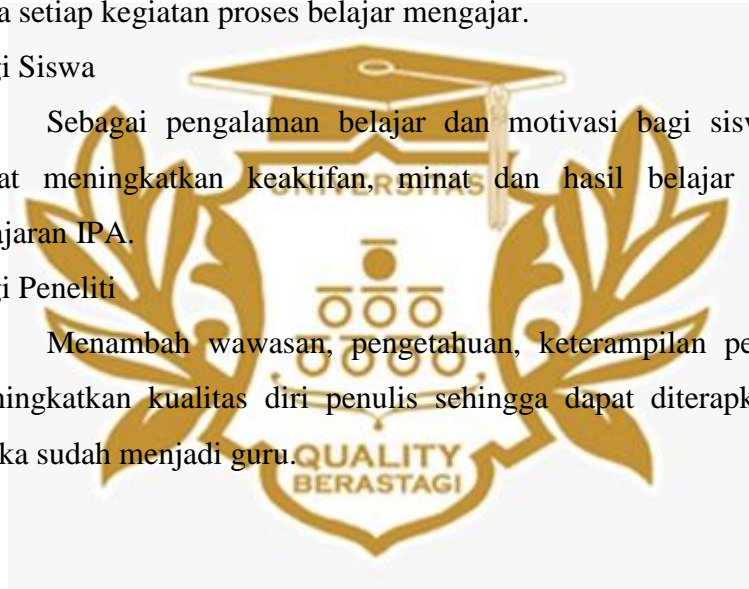 a setiap kegiatan proses belajar mengajar.
gi Siswa
Sebagai pengalaman belajar dan motivasi bagi sisw
at meningkatkan keaktifan, minat dan hasil belajar
ajaran IPA.
gi Peneliti
Menambah wawasan, pengetahuan, keterampilan pe
ningkatkan kualitas diri penulis sehingga dapat diterapk
ka sudah menjadi guru.
UNIVERSITAS
QUALITY
BERASTAGI